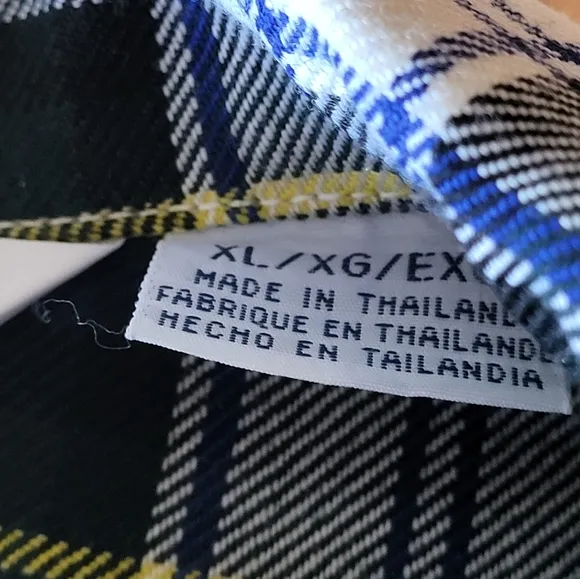 XL/XG/EX
MADE IN THAILAND
FABRIQUE EN THAILANDE
HECHO EN TAILANDIA